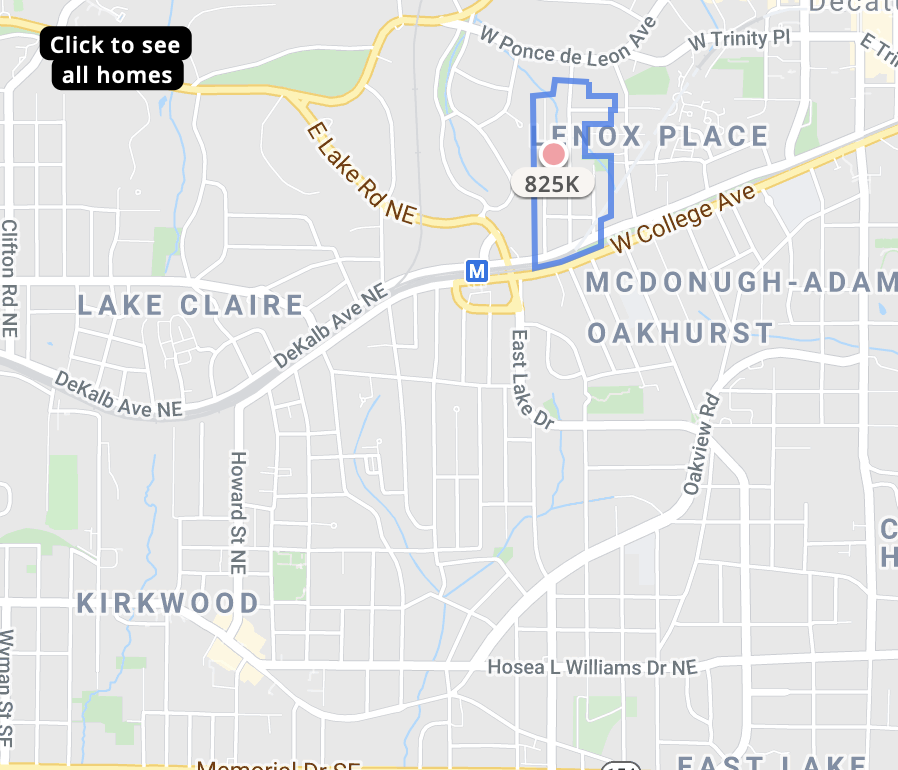 Click to see
all homes
Decatu
W Ponce de Leon Ave
W Trinity Pl
E Tri
LENOX PLACE
E Lake Rd NE
825K
W College Ave
Clifton Rd NE
M
MCDONUGH-ADAM
LAKE CLAIRE
DeKalb Ave NE
OAKHURST
East Lake Dr
DeKalb Ave NE
Oakview Rd
Howard St NE
C
H
KIRKWOOD
Wyman St SE
Hosea L Williams Dr NE
Memorial Dr SE
154
EAST LAKE